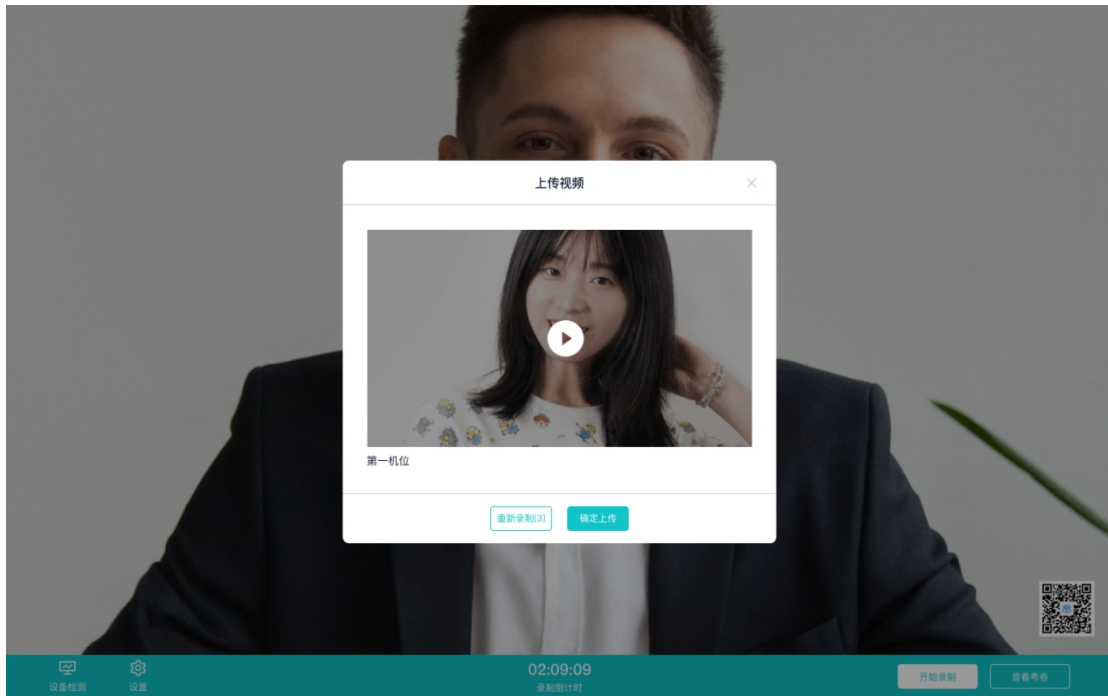 上传视频
第一机位
重新录制(3)
确定上传
设备检测
设置
02:09:09
录制倒计时
开始录制
查看考卷